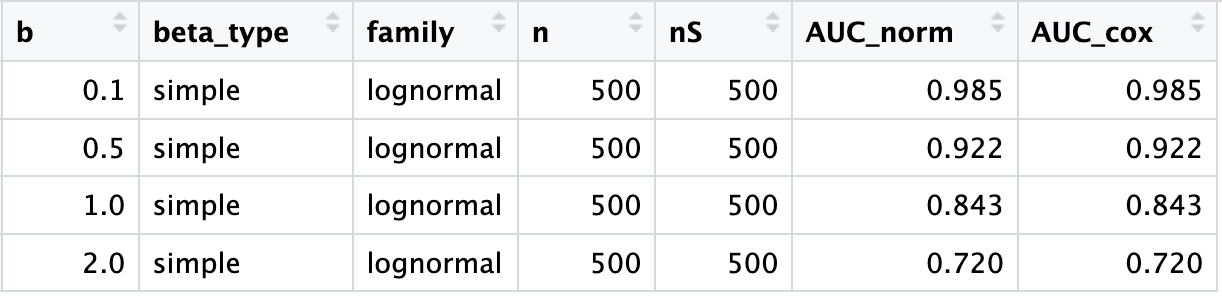 b beta_type family n nS AUC_norm AUC_cox
0.1 simple lognormal 500 500 0.985 0.985
0.5 simple lognormal 500 500 0.922 0.922
1.0 simple lognormal 500 500 0.843 0.843
2.0 simple lognormal 500 500 0.720 0.720